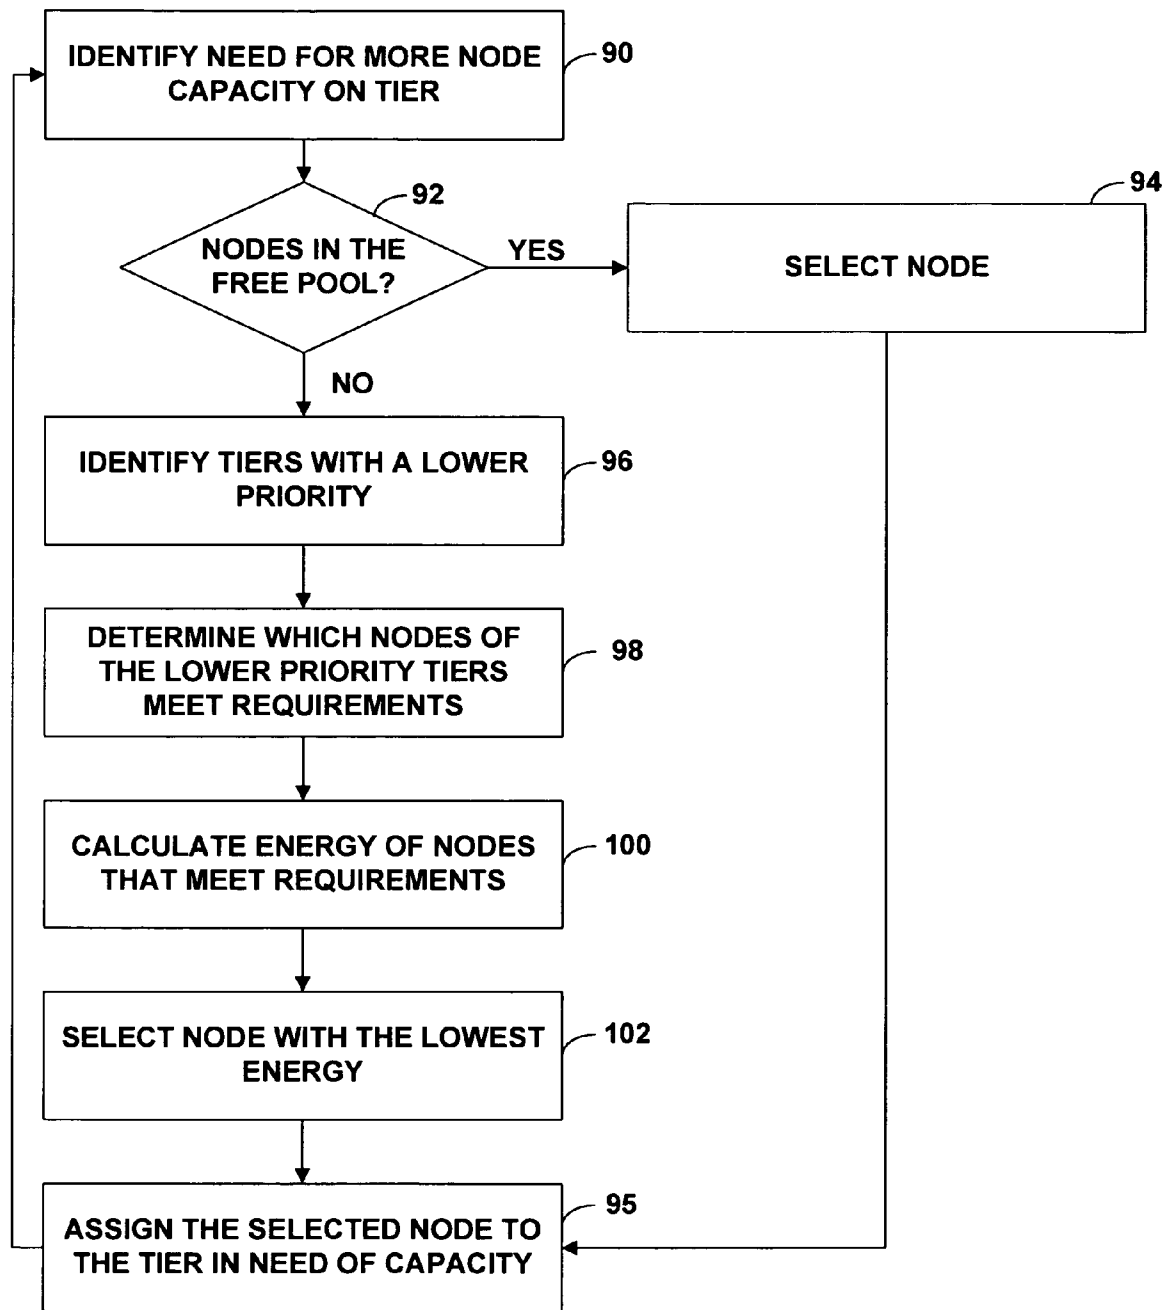 IDENTIFY NEED FOR MORE NODE
CAPACITY ON TIER
90
92
NODES IN THE
FREE POOL?
YES
94
SELECT NODE
NO
IDENTIFY TIERS WITH A LOWER
PRIORITY
96
DETERMINE WHICH NODES OF
THE LOWER PRIORITY TIERS
MEET REQUIREMENTS
98
CALCULATE ENERGY OF NODES
THAT MEET REQUIREMENTS
100
SELECT NODE WITH THE LOWEST
ENERGY
102
ASSIGN THE SELECTED NODE TO
THE TIER IN NEED OF CAPACITY
95